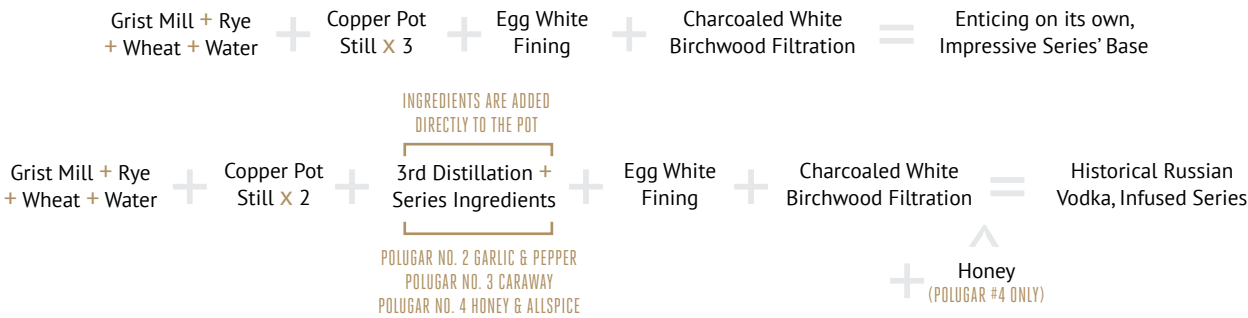 Grist Mill + Rye
+ Wheat + Water
+
Copper Pot
Still x 3
+
Egg White
Fining
+
Charcoaled White
Birchwood Filtration
=
Enticing on its own,
Impressive Series' Base
INGREDIENTS ARE ADDED
DIRECTLY TO THE POT
Grist Mill + Rye
+ Wheat + Water
+
Copper Pot
Still x 2
+
3rd Distillation +
Series Ingredients
+
Egg White
Fining
+
Charcoaled White
Birchwood Filtration
=
Historical Russian
Vodka, Infused Series
POLUGAR NO. 2 GARLIC & PEPPER
POLUGAR NO. 3 CARAWAY
POLUGAR NO. 4 HONEY & ALLSPICE
+
Honey
(POLUGAR #4 ONLY)